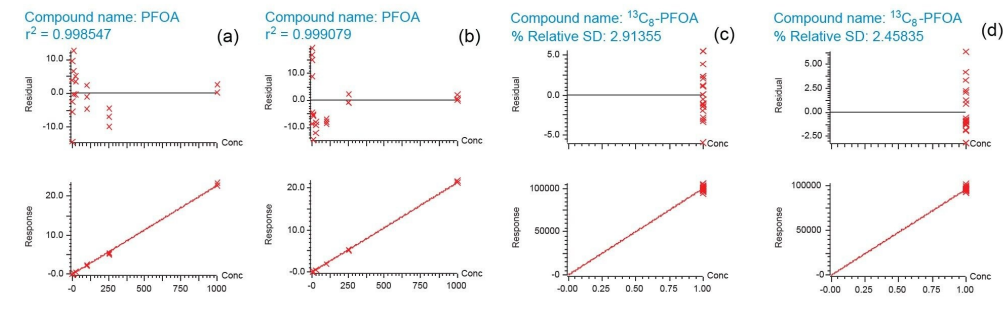 Compound name: PFOA
r² = 0.998547
(a)
Residual
10.0
0.0
-10.0
Conc
Response
20.0
10.0
-0.0
Conc
-0
250
500
750
1000
Compound name: PFOA
r² = 0.999079
(b)
Residual
10.0
0.0
-10.0
Conc
Response
20.0
10.0
-0.0
Conc
-0
250
500
750
1000
Compound name: ¹³C₈-PFOA
% Relative SD: 2.91355
(c)
Residual
5.0
0.0
-5.0
Conc
Response
100000
50000
-0
Conc
-0.00
0.25
0.50
0.75
1.00
Compound name: ¹³C₈-PFOA
% Relative SD: 2.45835
(d)
Residual
5.00
2.50
0.00
-2.50
Conc
Response
100000
50000
-0
Conc
-0.00
0.25
0.50
0.75
1.00